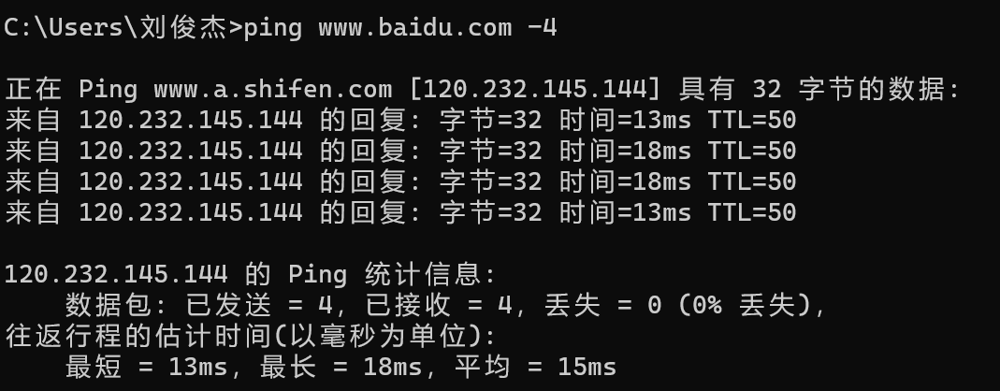 C:\Users\刘俊杰>ping www.baidu.com -4
正在 Ping www.a.shifen.com [120.232.145.144] 具有 32 字节的数据:
来自 120.232.145.144 的回复: 字节=32 时间=13ms TTL=50
来自 120.232.145.144 的回复: 字节=32 时间=18ms TTL=50
来自 120.232.145.144 的回复: 字节=32 时间=18ms TTL=50
来自 120.232.145.144 的回复: 字节=32 时间=13ms TTL=50
120.232.145.144 的 Ping 统计信息:
    数据包: 已发送 = 4, 已接收 = 4, 丢失 = 0 (0% 丢失),
往返行程的估计时间(以毫秒为单位):
    最短 = 13ms, 最长 = 18ms, 平均 = 15ms